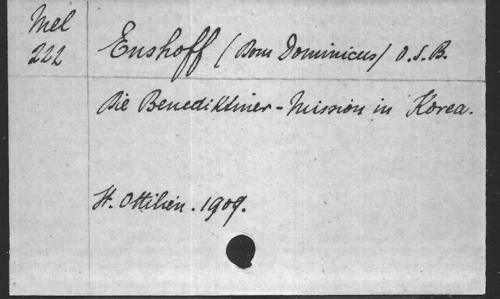 Mel
222
Enshoff (Dom Dominicus) O.S.B.
Die Benediktiner-Mission in Korea.
St. Ottilien. 1909.